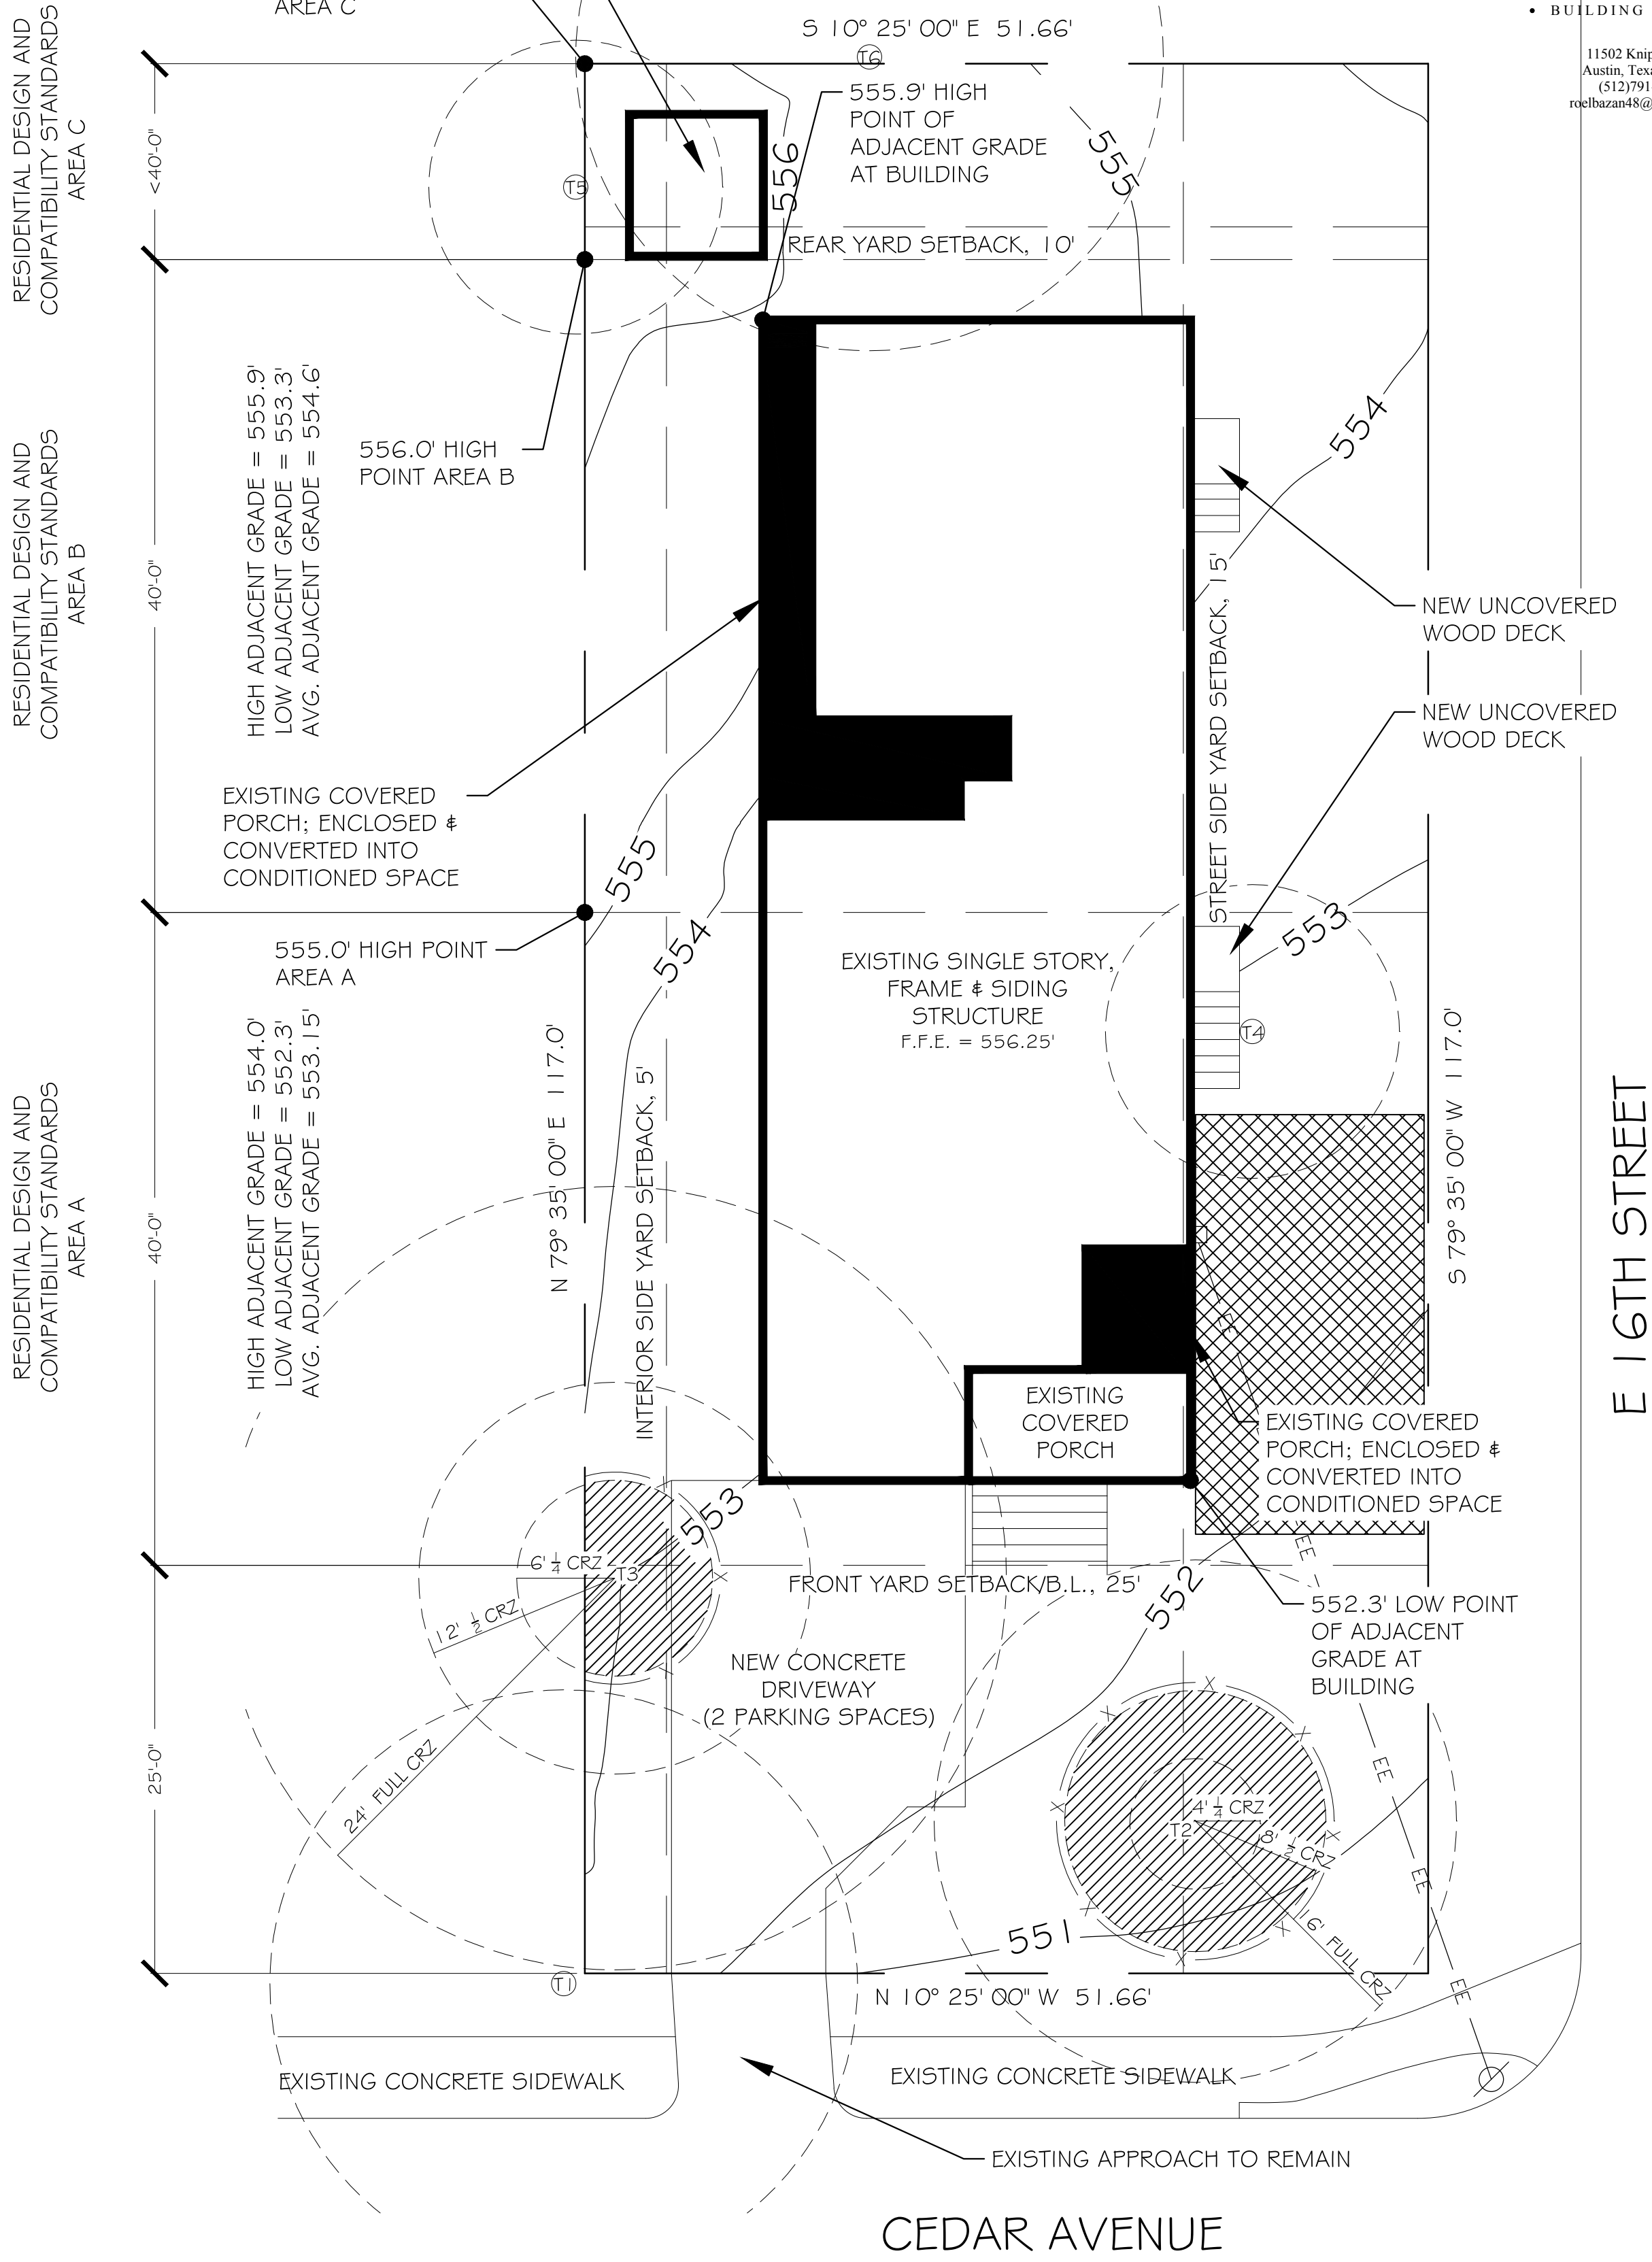 AREA C
S 10° 25' 00" E 51.66'
• BUILDING
11502
Austin,
(512)791
roelbazan48@
RESIDENTIAL DESIGN AND
COMPATIBILITY STANDARDS
AREA C
<40'-0"
T6
T5
555.9' HIGH
POINT OF
ADJACENT GRADE
AT BUILDING
556
555
REAR YARD SETBACK, 10'
RESIDENTIAL DESIGN AND
COMPATIBILITY STANDARDS
AREA B
40'-0"
HIGH ADJACENT GRADE = 555.9'
LOW ADJACENT GRADE = 553.3'
AVG. ADJACENT GRADE = 554.6'
556.0' HIGH
POINT AREA B
554
NEW UNCOVERED
WOOD DECK
STREET SIDE YARD SETBACK, 15'
NEW UNCOVERED
WOOD DECK
EXISTING COVERED
PORCH; ENCLOSED &
CONVERTED INTO
CONDITIONED SPACE
555
554
553
555.0' HIGH POINT
AREA A
EXISTING SINGLE STORY,
FRAME & SIDING
STRUCTURE
F.F.E. = 556.25'
T4
RESIDENTIAL DESIGN AND
COMPATIBILITY STANDARDS
AREA A
40'-0"
HIGH ADJACENT GRADE = 554.0'
LOW ADJACENT GRADE = 552.3'
AVG. ADJACENT GRADE = 553.15'
N 79° 35' 00" E 117.0'
INTERIOR SIDE YARD SETBACK, 5'
S 79° 35' 00" W 117.0'
E 16TH STREET
EE
EXISTING
COVERED
PORCH
EXISTING COVERED
PORCH; ENCLOSED &
CONVERTED INTO
CONDITIONED SPACE
553
EE
6' 1/4 CRZ
T3
12' 1/2 CRZ
24' FULL CRZ
FRONT YARD SETBACK/B.L., 25'
552
552.3' LOW POINT
OF ADJACENT
GRADE AT
BUILDING
NEW CONCRETE
DRIVEWAY
(2 PARKING SPACES)
25'-0"
EE
4' 1/4 CRZ
T2
8' 1/2 CRZ
16' FULL CRZ
EE
551
EE
T1
N 10° 25' 00" W 51.66'
EXISTING CONCRETE SIDEWALK
EXISTING CONCRETE SIDEWALK
EXISTING APPROACH TO REMAIN
CEDAR AVENUE